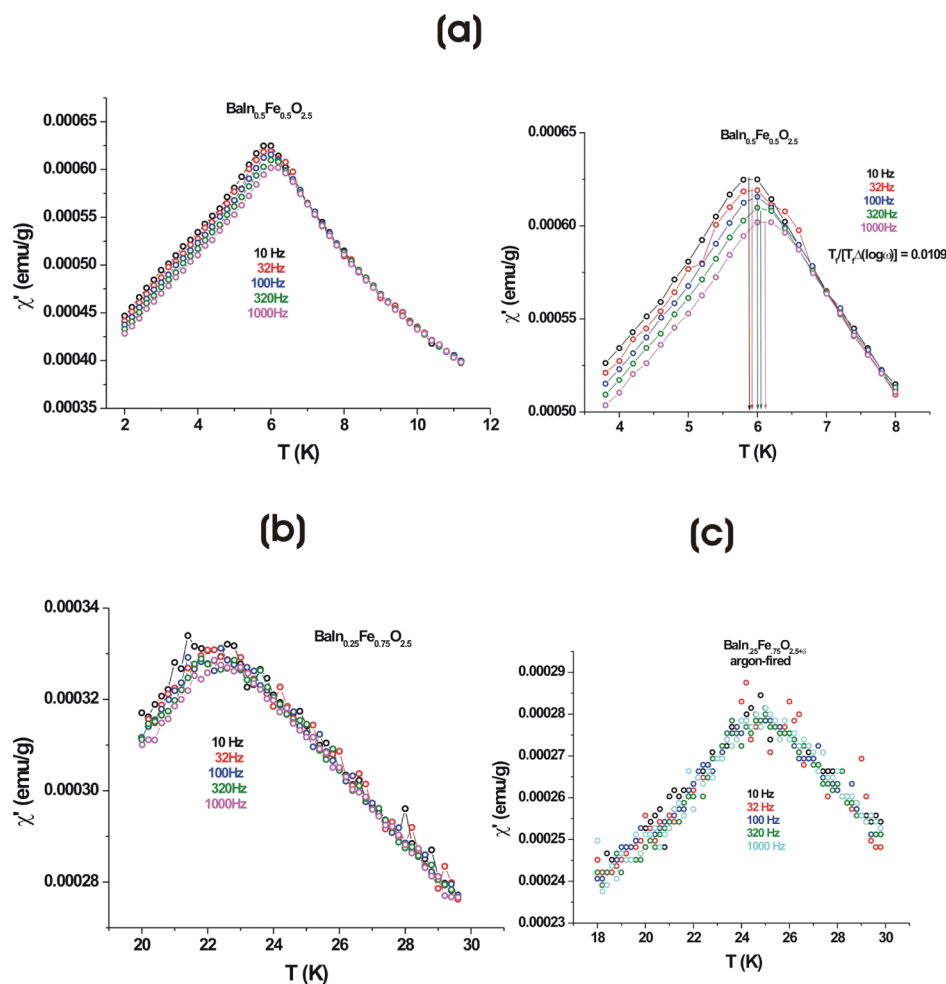 (a)
BaIn0.5Fe0.5O2.5
χ' (emu/g)
0.00065
0.00060
0.00055
0.00050
0.00045
0.00040
0.00035
10 Hz
32Hz
100Hz
320Hz
1000Hz
2 4 6 8 10 12
T (K)
BaIn0.5Fe0.5O2.5
χ' (emu/g)
0.00065
0.00060
0.00055
0.00050
10 Hz
32Hz
100Hz
320Hz
1000Hz
Tf/[TfΔ(logω)] = 0.0109
4 5 6 7 8
T (K)
(b)
BaIn0.25Fe0.75O2.5
χ' (emu/g)
0.00034
0.00032
0.00030
0.00028
10 Hz
32Hz
100Hz
320Hz
1000Hz
20 22 24 26 28 30
T (K)
(c)
BaIn.25Fe.75O2.5+δ
argon-fired
χ' (emu/g)
0.00029
0.00028
0.00027
0.00026
0.00025
0.00024
0.00023
10 Hz
32 Hz
100 Hz
320 Hz
1000 Hz
18 20 22 24 26 28 30
T (K)